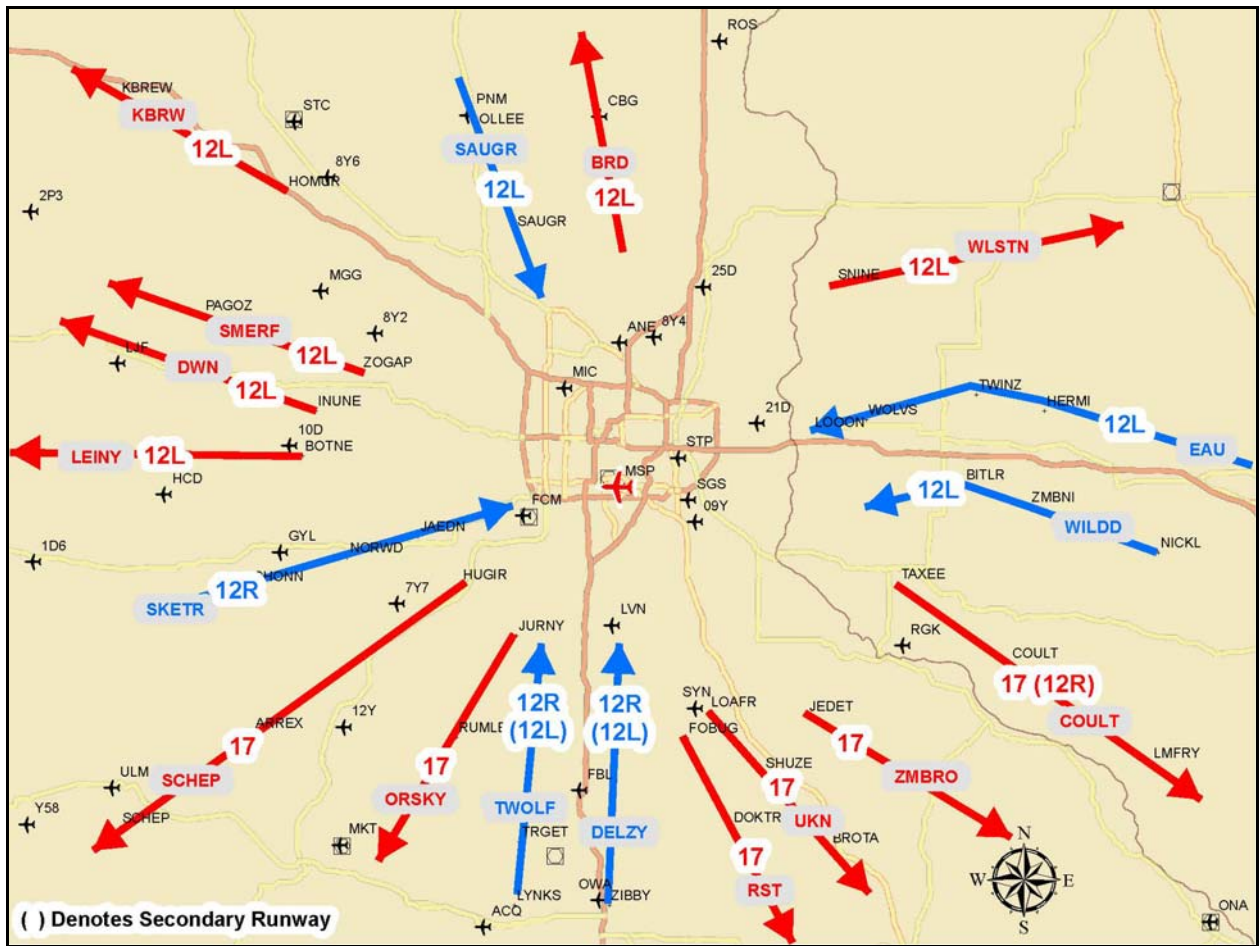 ROS
KBREW
KBRW
12L
STC
PNM
OLLEE
CBG
SAUGR
12L
BRD
12L
8Y6
HOMGR
2P3
SAUGR
WLSTN
SNINE
12L
25D
MGG
PAGOZ
SMERF
12L
8Y2
ZOGAP
ANE
8Y4
LJF
DWN
12L
INUNE
MIC
TWINZ
HERMI
WOLVS
LOOON
12L
EAU
21D
10D
BOTNE
LEINY
12L
STP
MSP
HCD
BITLR
12L
ZMBNI
WILDD
NICKL
SGS
09Y
FCM
JAEDN
NORWD
GYL
1D6
12R
SKETR
HUGIR
7Y7
TAXEE
LVN
JURNY
RGK
COULT
17 (12R)
COULT
LMFRY
12R
(12L)
12R
(12L)
SYN
LOAFR
FOBUG
JEDET
17
ZMBRO
ARREX
17
12Y
RUMLE
17
SHUZE
17
UKN
BROTA
SCHEP
ULM
ORSKY
TWOLF
FBL
DELZY
DOKTR
17
RST
Y58
SCHEP
MKT
TRGET
LYNKS
OWA
ZIBBY
ACQ
N
W
E
S
ONA
( ) Denotes Secondary Runway